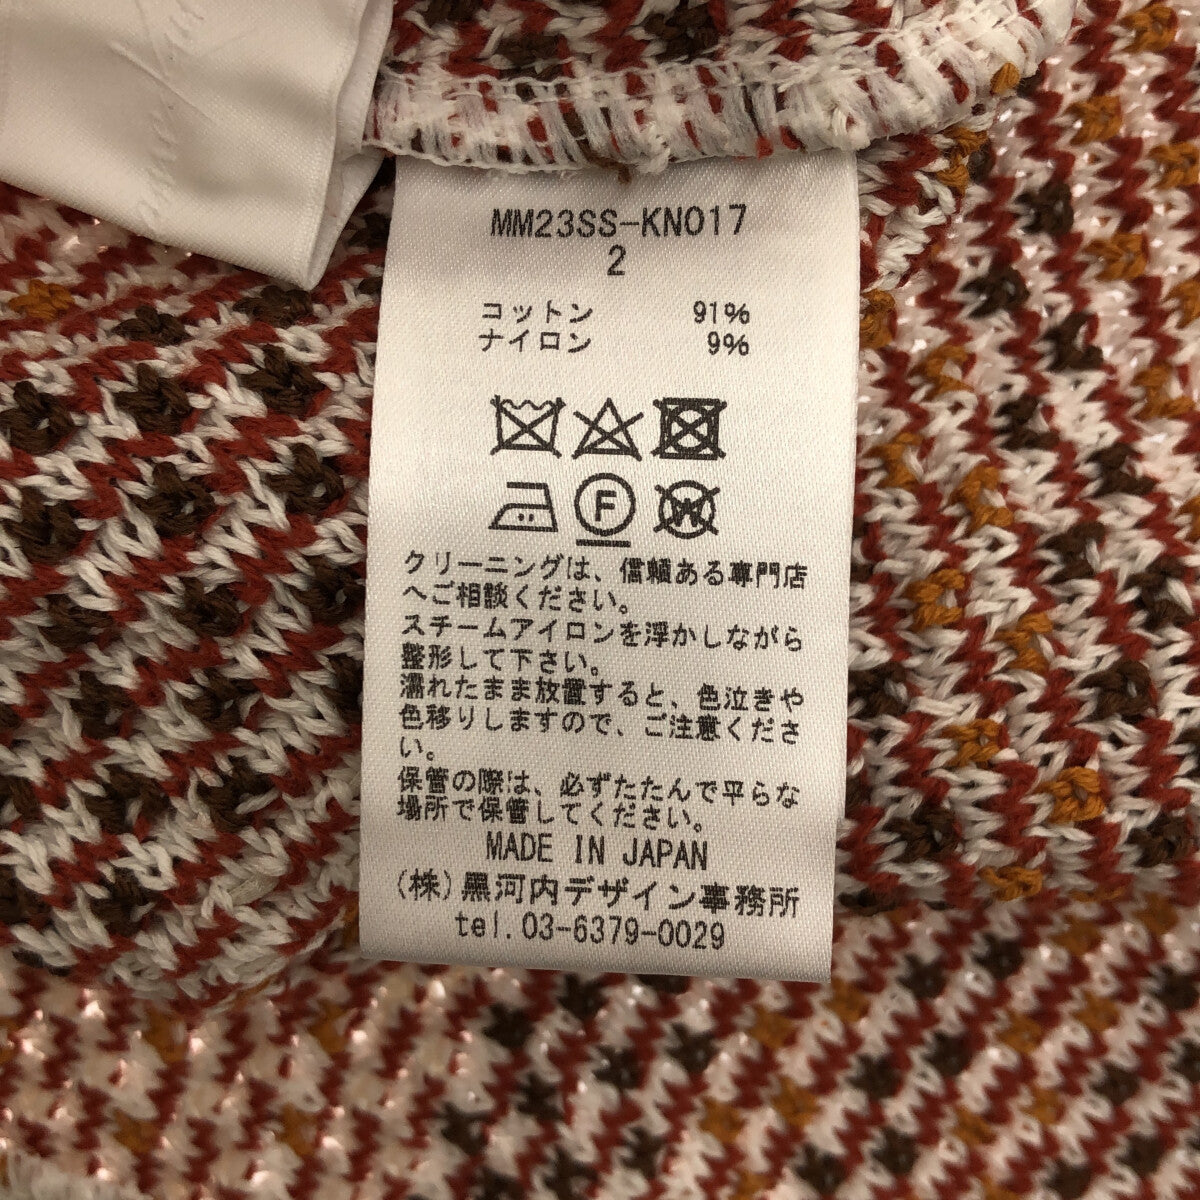 MM23SS-KN017
2
コットン 91%
ナイロン 9%
F
W
クリーニングは、信頼ある専門店
へご相談ください。
スチームアイロンを浮かしながら
整形して下さい。
濡れたまま放置すると、色泣きや
色移りしますので、ご注意くださ
い。
保管の際は、必ずたたんで平らな
場所で保管してください。
MADE IN JAPAN
(株)黒河内デザイン事務所
tel.03-6379-0029